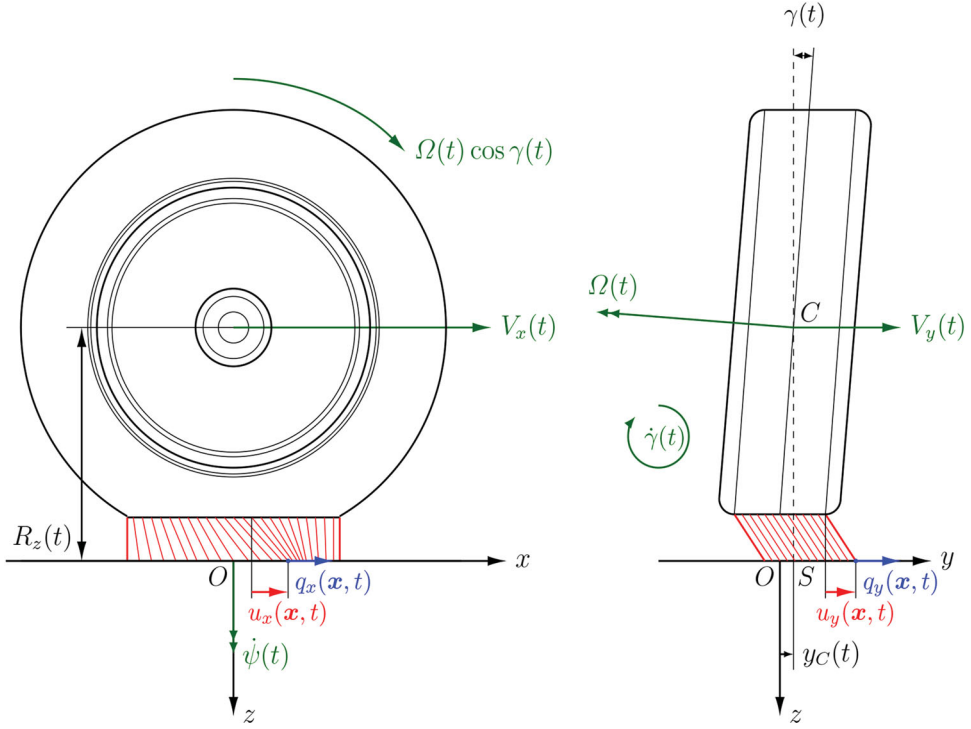 γ(t)
Ω(t) cos γ(t)
Ω(t)
C
V_x(t)
V_y(t)
γ̇(t)
R_z(t)
O
x
q_x(𝒙, t)
u_x(𝒙, t)
ψ̇(t)
z
O
S
y
q_y(𝒙, t)
u_y(𝒙, t)
y_C(t)
z